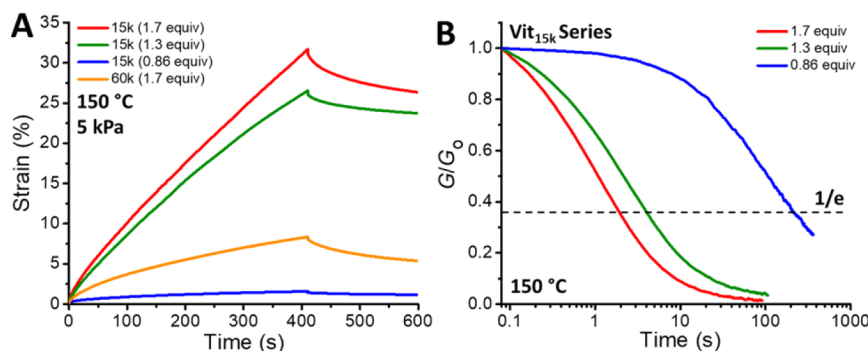 A
35
30
25
20
15
10
5
0
Strain (%)
15k (1.7 equiv)
15k (1.3 equiv)
15k (0.86 equiv)
60k (1.7 equiv)
150 °C
5 kPa
0 100 200 300 400 500 600
Time (s)
B
Vit15k Series
1.7 equiv
1.3 equiv
0.86 equiv
1.0
0.8
0.6
0.4
0.2
0.0
G/Go
1/e
150 °C
0.1 1 10 100 1000
Time (s)